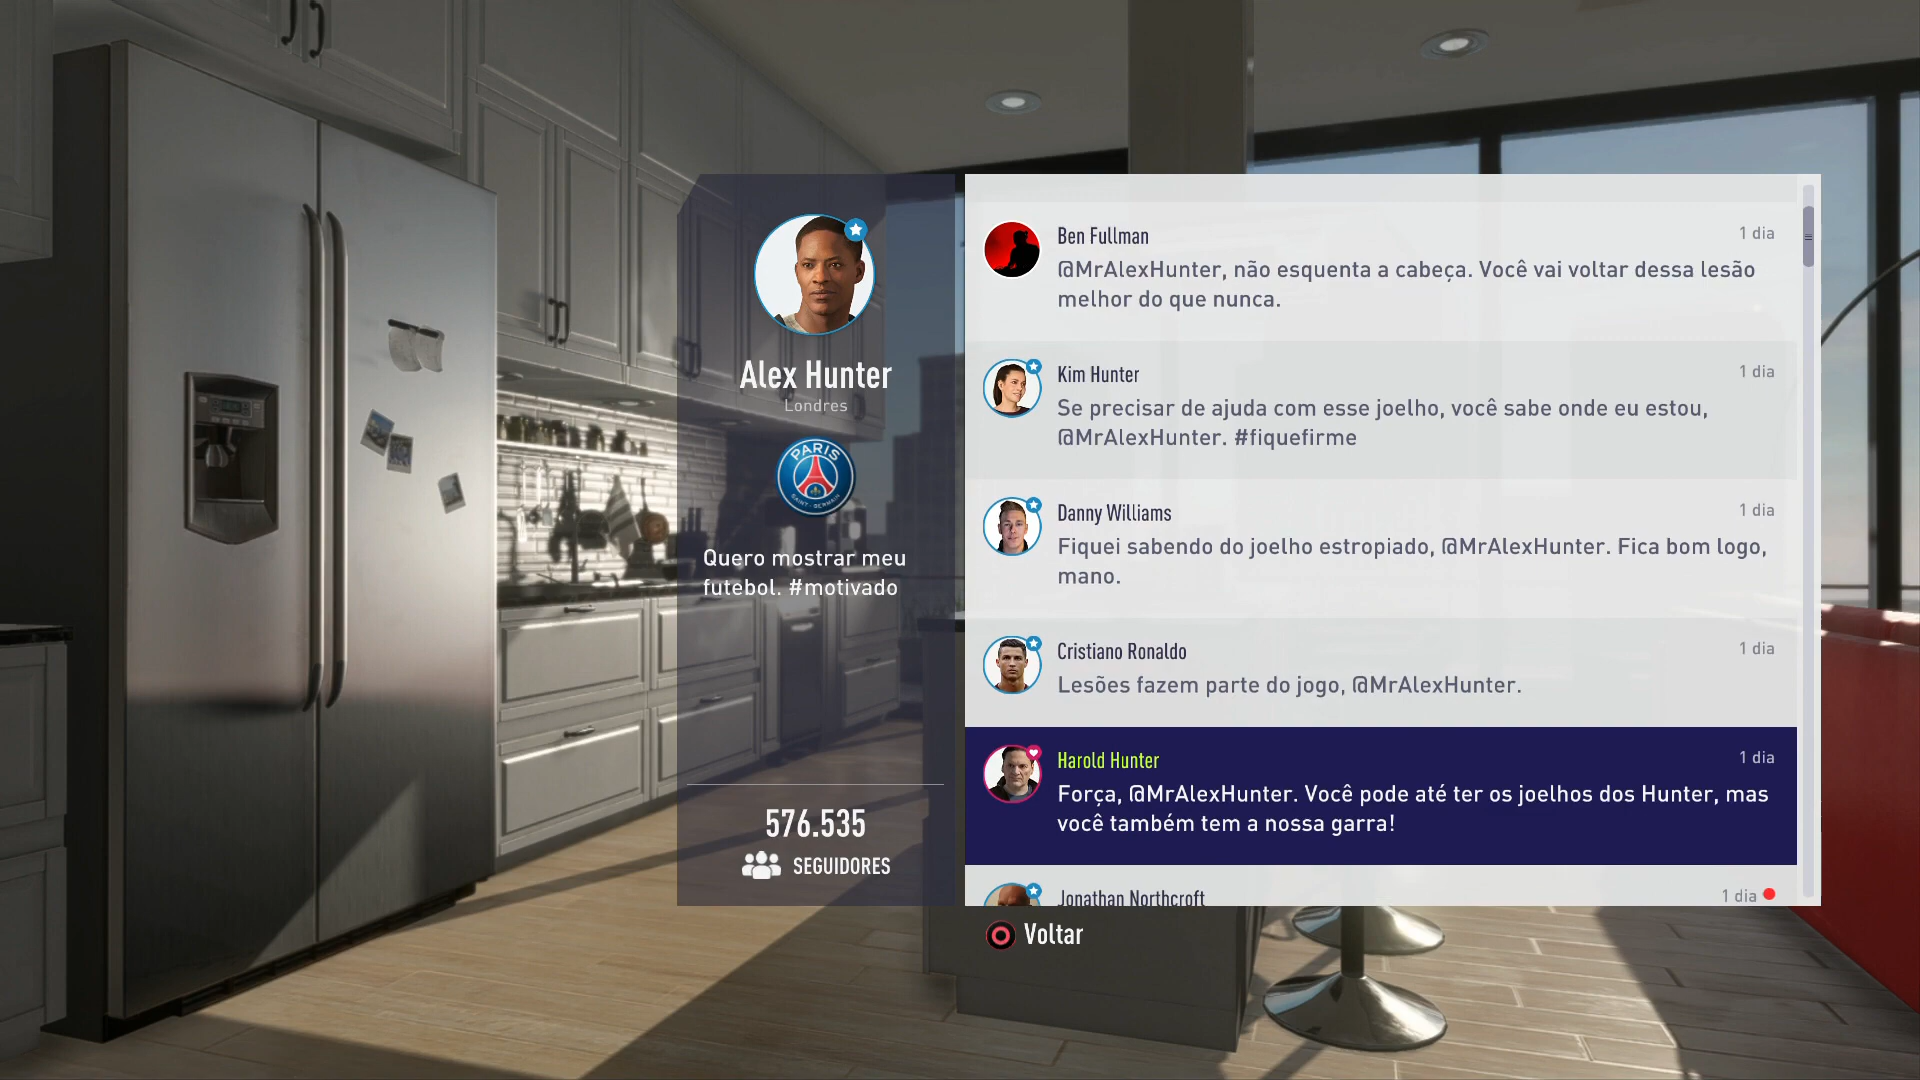 Alex Hunter
Londres
PARIS
SAINT-GERMAIN
Quero mostrar meu
futebol. #motivado
576.535
SEGUIDORES
Ben Fullman
1 dia
@MrAlexHunter, não esquenta a cabeça. Você vai voltar dessa lesão
melhor do que nunca.
Kim Hunter
1 dia
Se precisar de ajuda com esse joelho, você sabe onde eu estou,
@MrAlexHunter. #fiquefirme
Danny Williams
1 dia
Fiquei sabendo do joelho estropiado, @MrAlexHunter. Fica bom logo,
mano.
Cristiano Ronaldo
1 dia
Lesões fazem parte do jogo, @MrAlexHunter.
Harold Hunter
1 dia
Força, @MrAlexHunter. Você pode até ter os joelhos dos Hunter, mas
você também tem a nossa garra!
Jonathan Northcroft
1 dia
Voltar